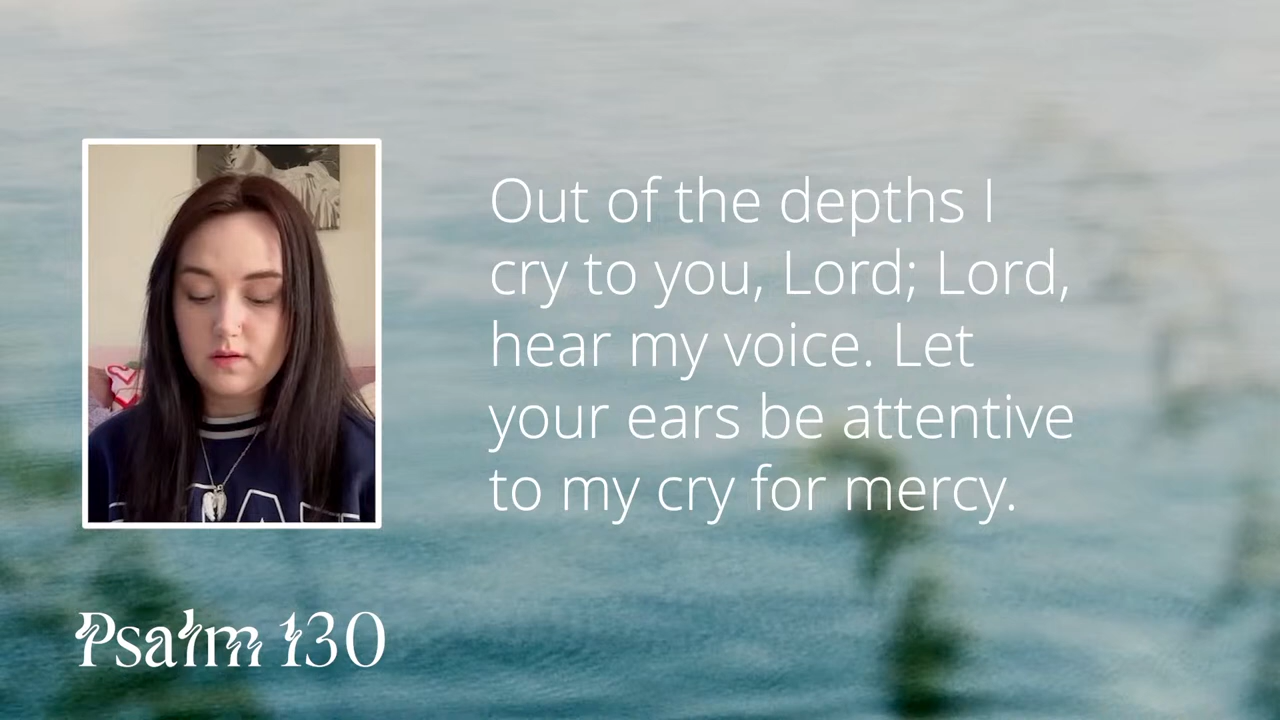 Out of the depths I
cry to you, Lord; Lord,
hear my voice. Let
your ears be attentive
to my cry for mercy.
Psalm 130